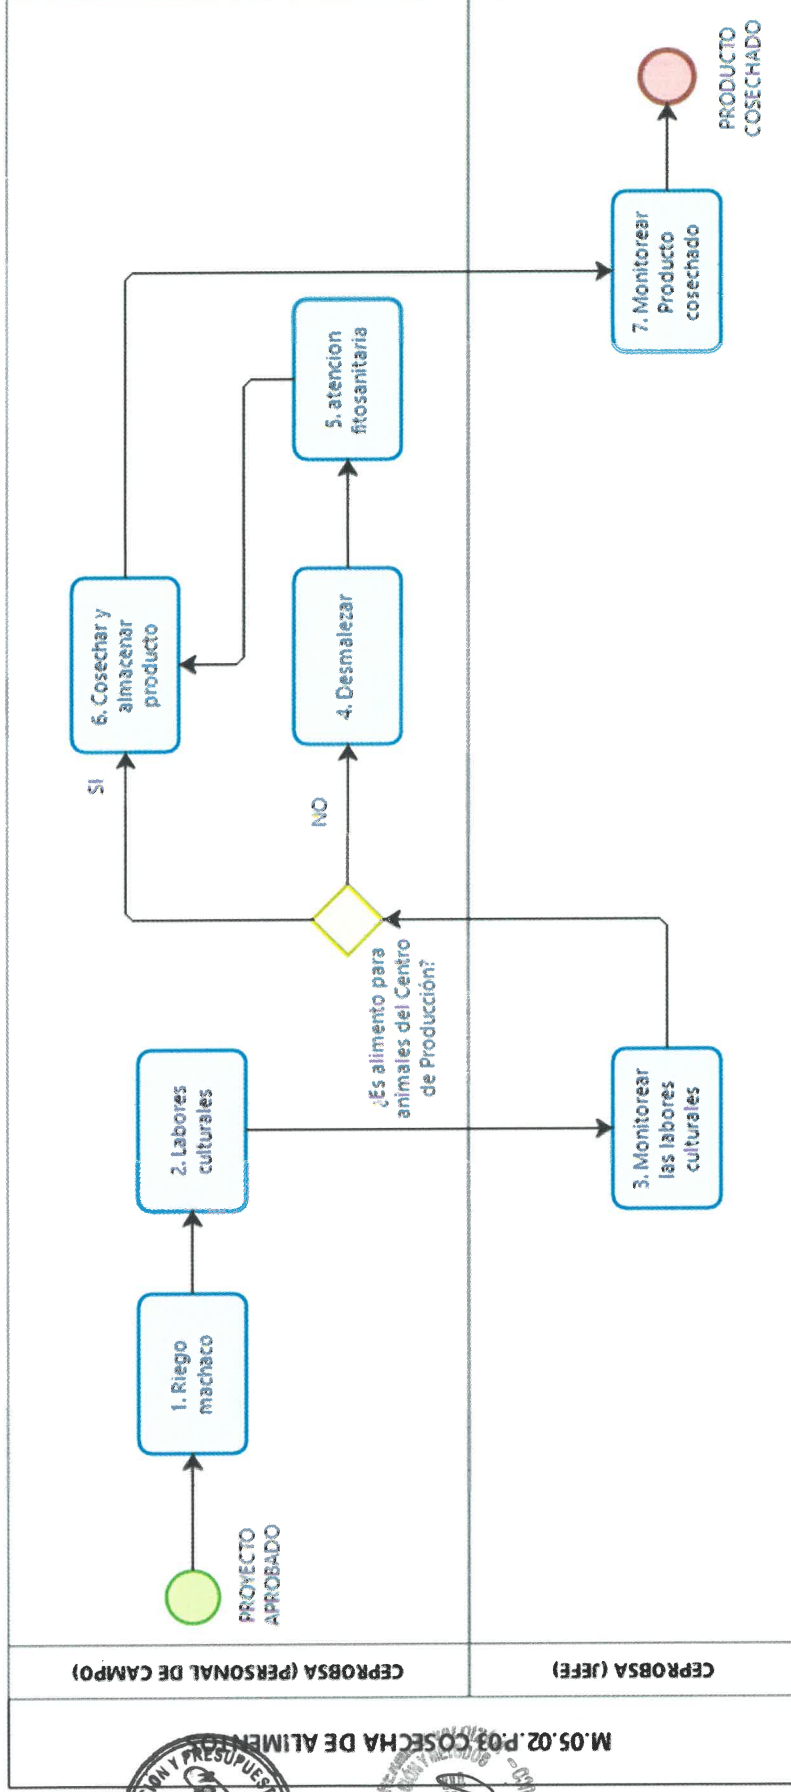 M.05.02.P.03 COSECHA DE ALIMENTOS
CEPROBSA (PERSONAL DE CAMPO)
CEPROBSA (JEFE)
PROYECTO
APROBADO
1. Riego
machaco
2. Labores
culturales
3. Monitorear
las labores
culturales
¿Es alimento para
animales del Centro
de Producción?
SI
NO
4. Desmalezar
5. atencion
fitosanitaria
6. Cosechar y
almacenar
producto
7. Monitorear
Producto
cosechado
PRODUCTO
COSECHADO